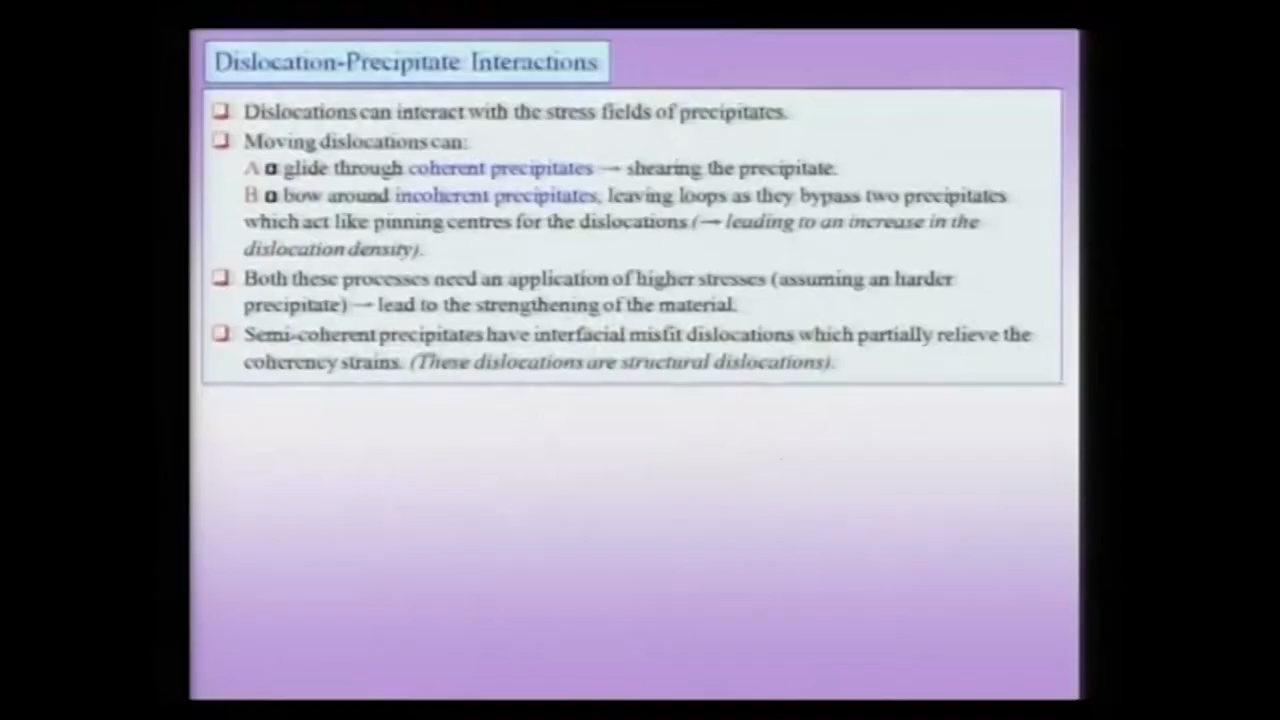 Dislocation-Precipitate Interactions
❑ Dislocations can interact with the stress fields of precipitates.
❑ Moving dislocations can:
A α glide through coherent precipitates → shearing the precipitate.
B α bow around incoherent precipitates, leaving loops as they bypass two precipitates
which act like pinning centres for the dislocations (→ leading to an increase in the
dislocation density).
❑ Both these processes need an application of higher stresses (assuming an harder
precipitate) → lead to the strengthening of the material.
❑ Semi-coherent precipitates have interfacial misfit dislocations which partially relieve the
coherency strains. (These dislocations are structural dislocations).